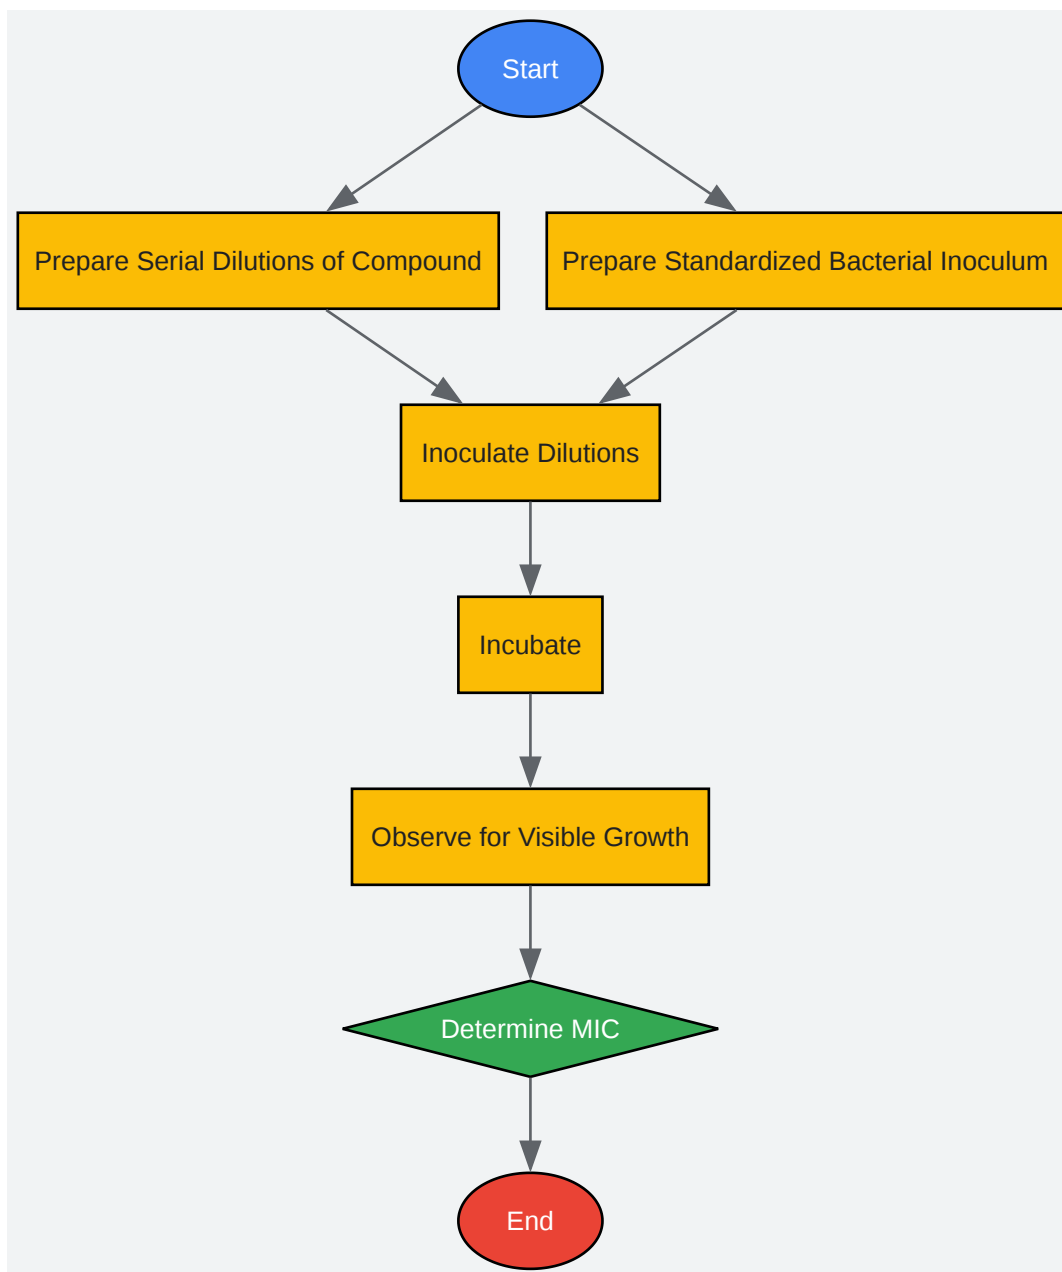 Start
Prepare Serial Dilutions of Compound
Prepare Standardized Bacterial Inoculum
Inoculate Dilutions
Incubate
Observe for Visible Growth
Determine MIC
End